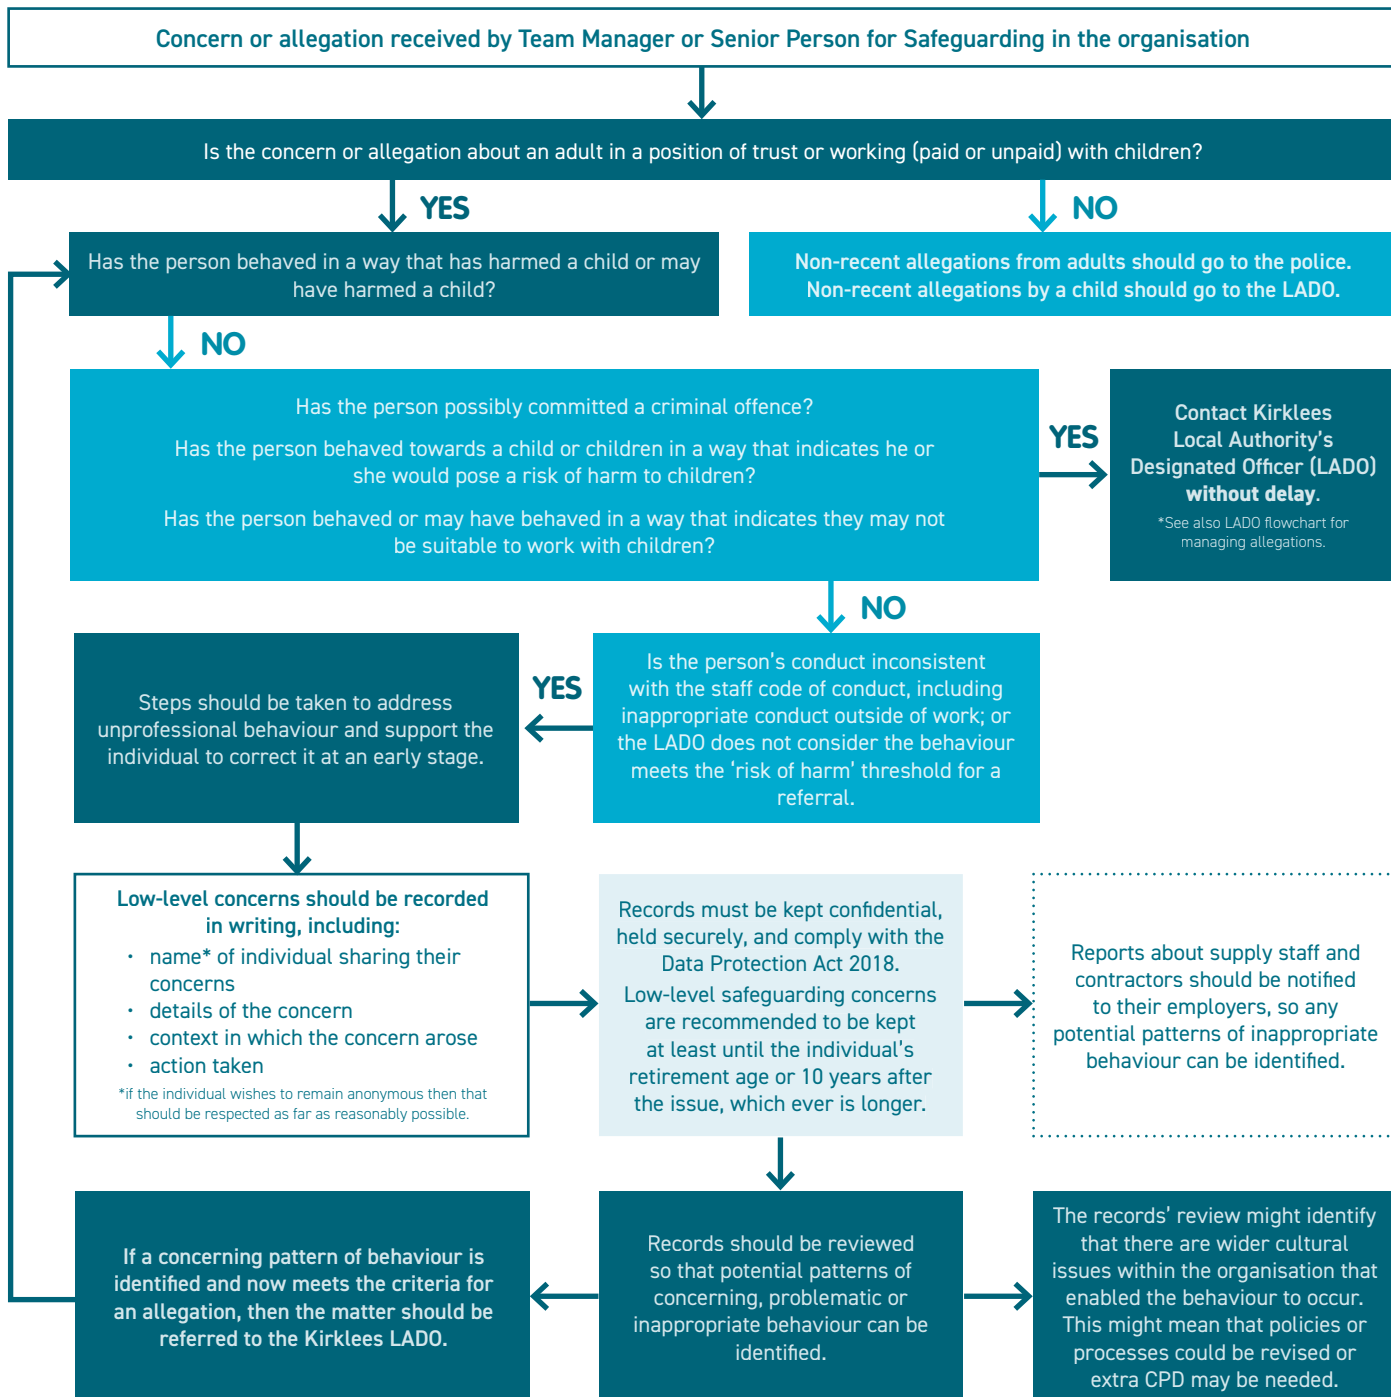 Concern or allegation received by Team Manager or Senior Person for Safeguarding in the organisation
Is the concern or allegation about an adult in a position of trust or working (paid or unpaid) with children?
YES
NO
Has the person behaved in a way that has harmed a child or may
have harmed a child?
Non-recent allegations from adults should go to the police.
Non-recent allegations by a child should go to the LADO.
NO
Has the person possibly committed a criminal offence?
Has the person behaved towards a child or children in a way that indicates he or
she would pose a risk of harm to children?
Has the person behaved or may have behaved in a way that indicates they may not
be suitable to work with children?
YES
Contact Kirklees
Local Authority's
Designated Officer (LADO)
without delay.
*See also LADO flowchart for
managing allegations.
NO
Is the person's conduct inconsistent
with the staff code of conduct, including
inappropriate conduct outside of work; or
the LADO does not consider the behaviour
meets the ‘risk of harm’ threshold for a
referral.
YES
Steps should be taken to address
unprofessional behaviour and support the
individual to correct it at an early stage.
Low-level concerns should be recorded
in writing, including:
• name* of individual sharing their
concerns
• details of the concern
• context in which the concern arose
• action taken
*if the individual wishes to remain anonymous then that
should be respected as far as reasonably possible.
Records must be kept confidential,
held securely, and comply with the
Data Protection Act 2018.
Low-level safeguarding concerns
are recommended to be kept
at least until the individual's
retirement age or 10 years after
the issue, which ever is longer.
Reports about supply staff and
contractors should be notified
to their employers, so any
potential patterns of inappropriate
behaviour can be identified.
If a concerning pattern of behaviour is
identified and now meets the criteria for
an allegation, then the matter should be
referred to the Kirklees LADO.
Records should be reviewed
so that potential patterns of
concerning, problematic or
inappropriate behaviour can be
identified.
The records' review might identify
that there are wider cultural
issues within the organisation that
enabled the behaviour to occur.
This might mean that policies or
processes could be revised or
extra CPD may be needed.